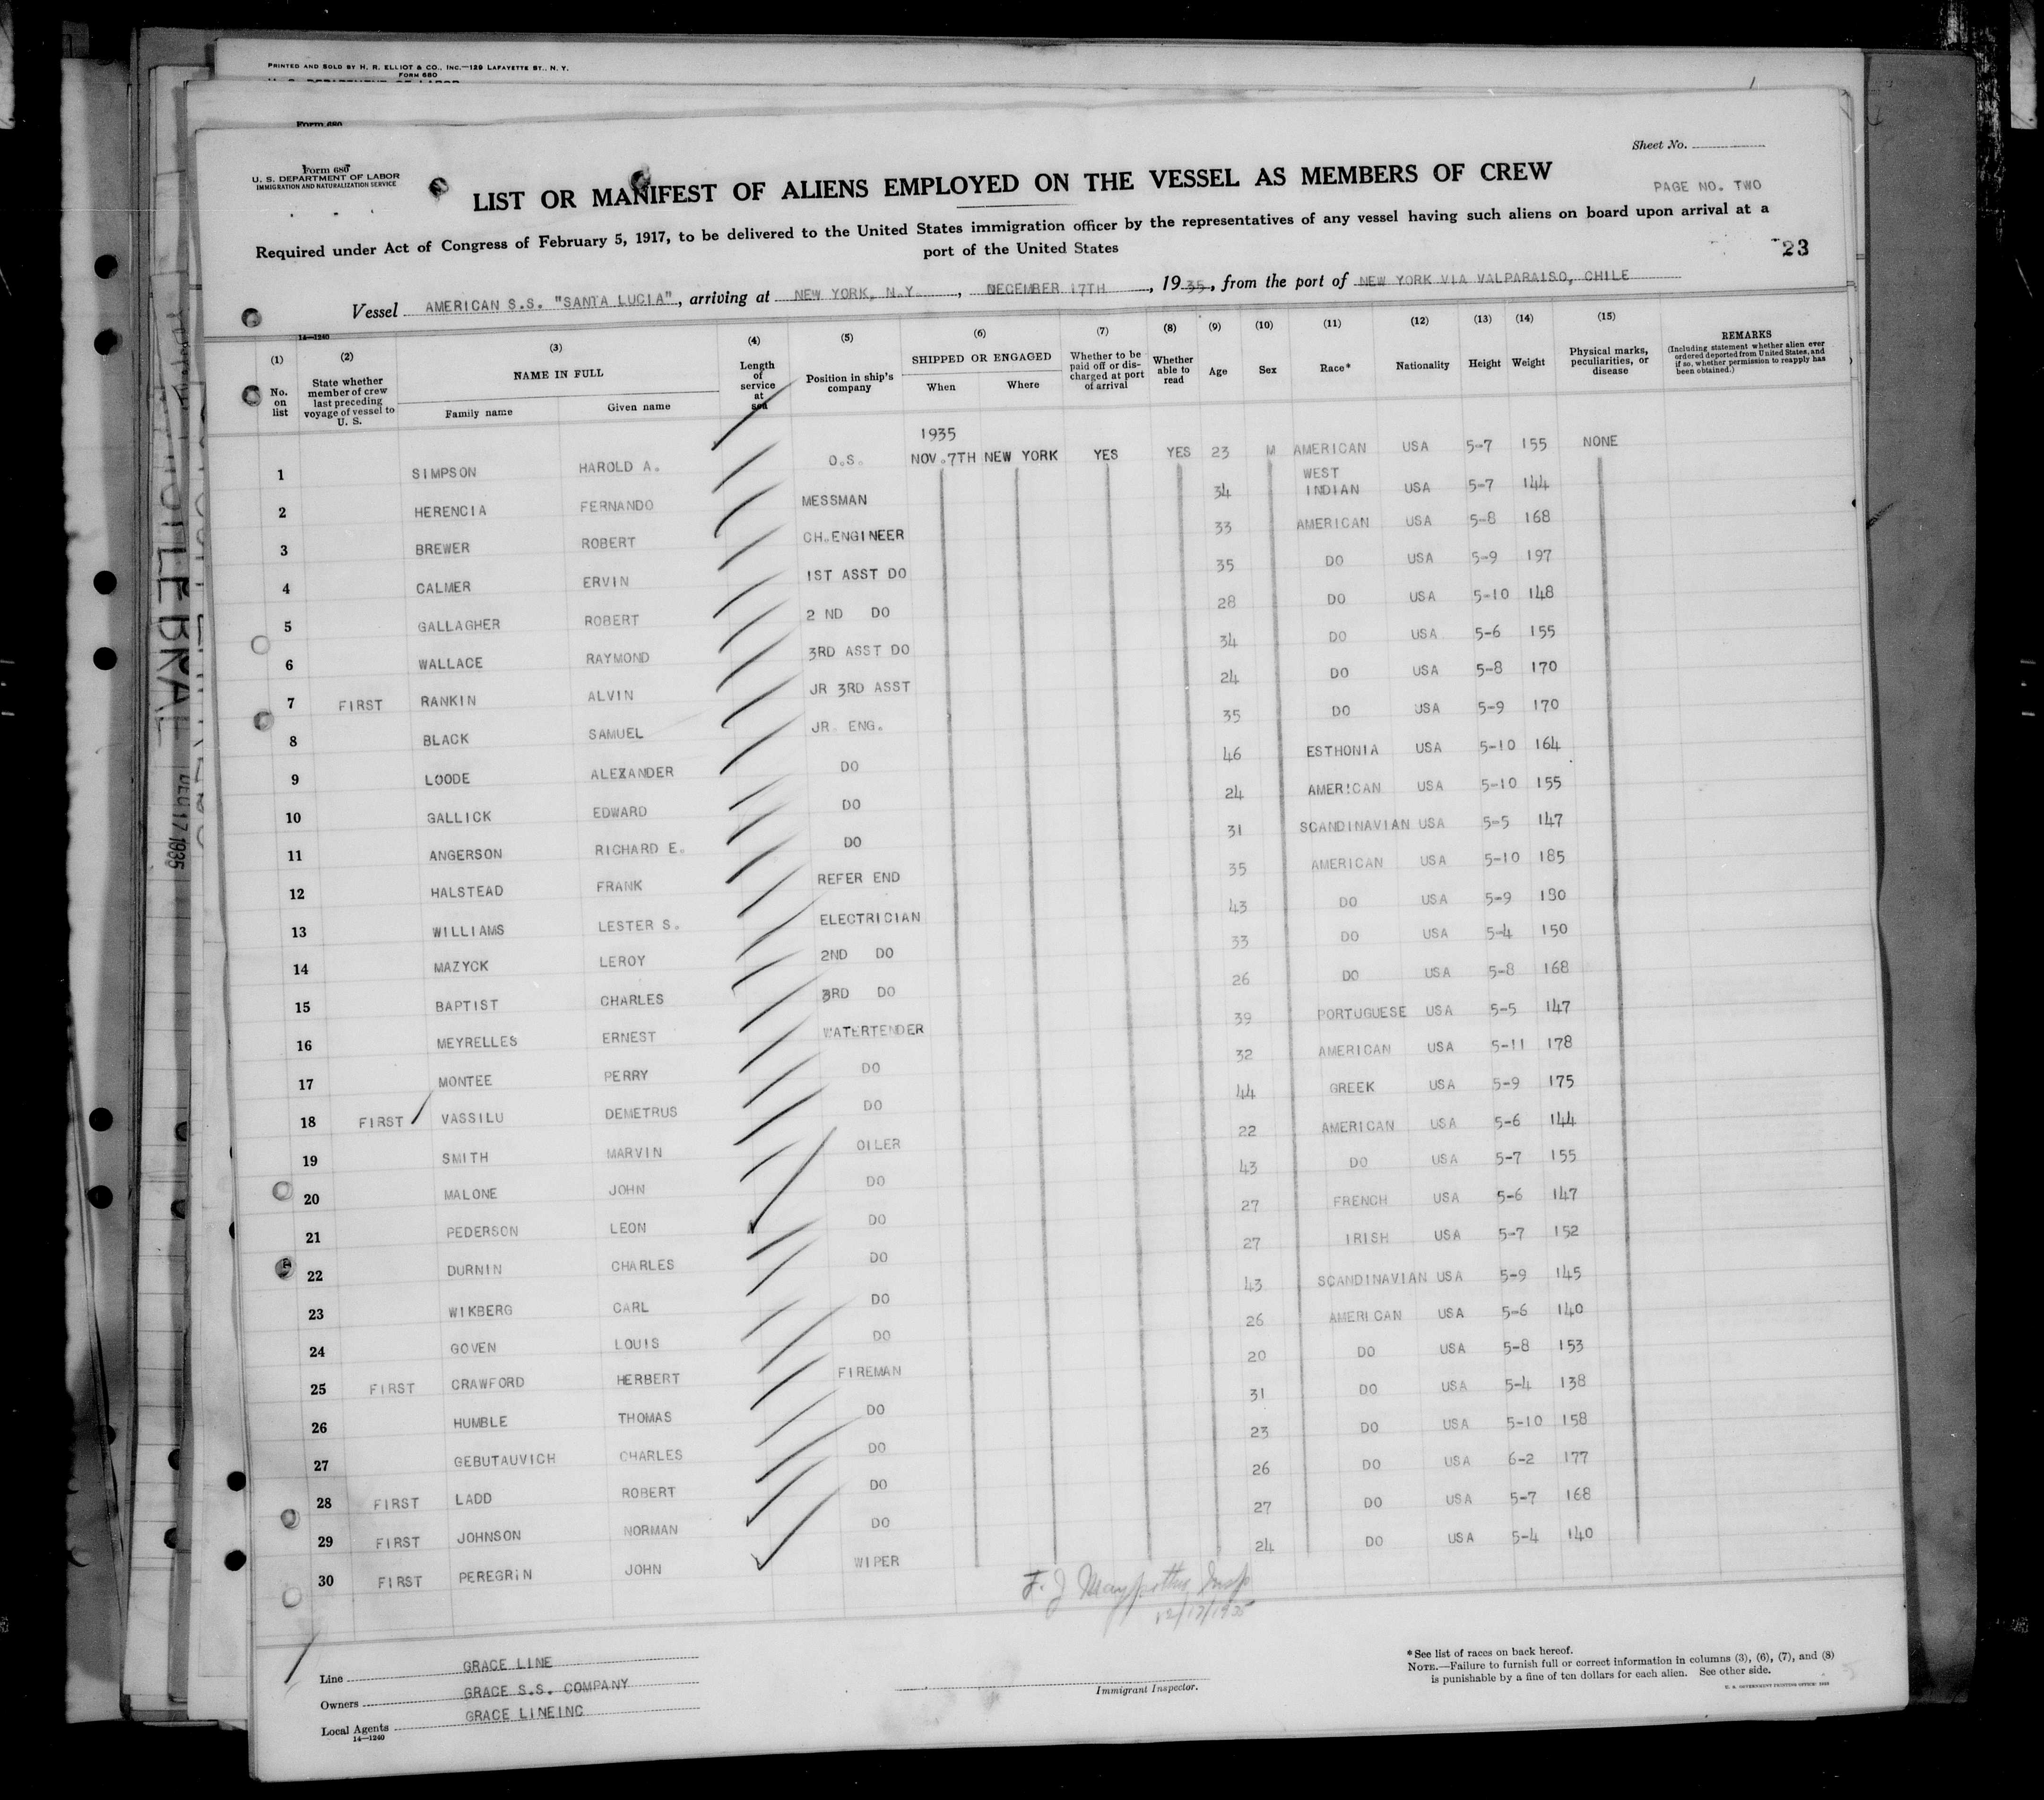 PRINTED AND SOLD BY H. R. ELLIOT & CO., INC.—129 LAFAYETTE ST., N. Y.
FORM 680
Form 680
Form 680
U. S. DEPARTMENT OF LABOR
IMMIGRATION AND NATURALIZATION SERVICE
Sheet No.
LIST OR MANIFEST OF ALIENS EMPLOYED ON THE VESSEL AS MEMBERS OF CREW
PAGE NO. TWO
Required under Act of Congress of February 5, 1917, to be delivered to the United States immigration officer by the representatives of any vessel having such aliens on board upon arrival at a
port of the United States
23
Vessel AMERICAN S.S. "SANTA LUCIA", arriving at NEW YORK, N.Y., DECEMBER 17TH, 1935, from the port of NEW YORK VIA VALPARAISO, CHILE
14—1240
(1) No. on list (2) State whether member of crew last preceding voyage of vessel to U. S. (3) NAME IN FULL Family name Given name (4) Length of service at sea (5) Position in ship's company (6) SHIPPED OR ENGAGED When Where (7) Whether to be paid off or discharged at port of arrival (8) Whether able to read (9) Age (10) Sex (11) Race* (12) Nationality (13) Height (14) Weight (15) Physical marks, peculiarities, or disease REMARKS (Including statement whether alien ever ordered deported from United States, and if so, whether permission to reapply has been obtained.)
1935
1 SIMPSON HAROLD A. O.S. NOV.7TH NEW YORK YES YES 23 M AMERICAN USA 5-7 155 NONE
2 HERENCIA FERNANDO MESSMAN 34 WEST INDIAN USA 5-7 144
3 BREWER ROBERT CH.ENGINEER 33 AMERICAN USA 5-8 168
4 CALMER ERVIN 1ST ASST DO 35 DO USA 5-9 197
5 GALLAGHER ROBERT 2 ND DO 28 DO USA 5-10 148
6 WALLACE RAYMOND 3RD ASST DO 34 DO USA 5-6 155
7 FIRST RANKIN ALVIN JR 3RD ASST 24 DO USA 5-8 170
8 BLACK SAMUEL JR. ENG. 35 DO USA 5-9 170
9 LOODE ALEXANDER DO 46 ESTHONIA USA 5-10 164
10 GALLICK EDWARD DO 24 AMERICAN USA 5-10 155
11 ANGERSON RICHARD E. DO 31 SCANDINAVIAN USA 5-5 147
12 HALSTEAD FRANK REFER END 35 AMERICAN USA 5-10 185
13 WILLIAMS LESTER S. ELECTRICIAN 43 DO USA 5-9 180
14 MAZYCK LEROY 2ND DO 33 DO USA 5-4 150
15 BAPTIST CHARLES 3RD DO 26 DO USA 5-8 168
16 MEYRELLES ERNEST WATERTENDER 39 PORTUGUESE USA 5-5 147
17 MONTEE PERRY DO 32 AMERICAN USA 5-11 178
18 FIRST VASSILU DEMETRUS DO 44 GREEK USA 5-9 175
19 SMITH MARVIN OILER 22 AMERICAN USA 5-6 144
20 MALONE JOHN DO 43 DO USA 5-7 155
21 PEDERSON LEON DO 27 FRENCH USA 5-6 147
22 DURNIN CHARLES DO 27 IRISH USA 5-7 152
23 WIKBERG CARL DO 43 SCANDINAVIAN USA 5-9 145
24 GOVEN LOUIS DO 26 AMERICAN USA 5-6 140
25 FIRST CRAWFORD HERBERT FIREMAN 20 DO USA 5-8 153
26 HUMBLE THOMAS DO 31 DO USA 5-4 138
27 GEBUTAUVICH CHARLES DO 23 DO USA 5-10 158
28 FIRST LADD ROBERT DO 26 DO USA 6-2 177
29 FIRST JOHNSON NORMAN DO 27 DO USA 5-7 168
30 FIRST PEREGRIN JOHN WIPER 24 DO USA 5-4 140
12/17/1935
Line GRACE LINE
Owners GRACE S.S. COMPANY
Local Agents GRACE LINEINC
14—1240
Immigrant Inspector.
*See list of races on back hereof.
NOTE.—Failure to furnish full or correct information in columns (3), (6), (7), and (8)
is punishable by a fine of ten dollars for each alien. See other side.
DEC 17 1935